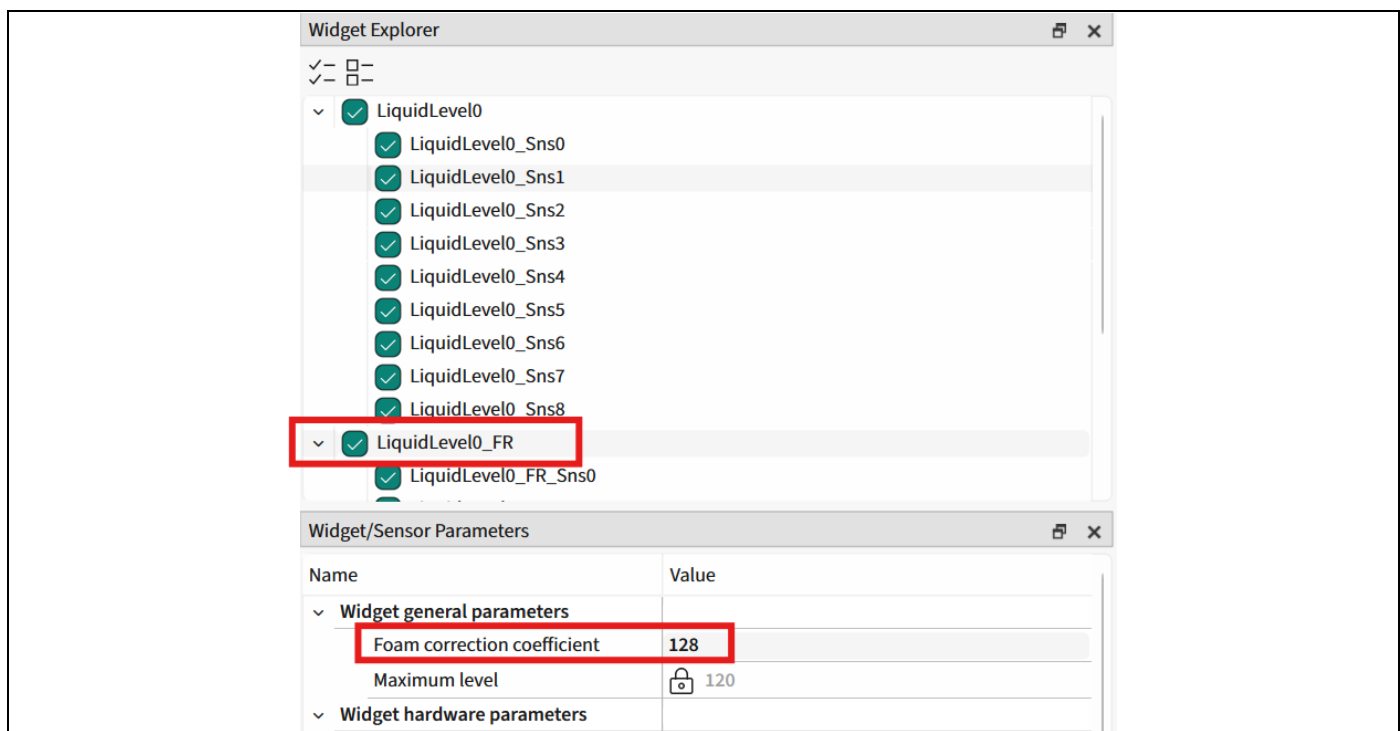 Widget Explorer
LiquidLevel0
LiquidLevel0_Sns0
LiquidLevel0_Sns1
LiquidLevel0_Sns2
LiquidLevel0_Sns3
LiquidLevel0_Sns4
LiquidLevel0_Sns5
LiquidLevel0_Sns6
LiquidLevel0_Sns7
LiquidLevel0_Sns8
LiquidLevel0_FR
LiquidLevel0_FR_Sns0
Widget/Sensor Parameters
Name Value
Widget general parameters
Foam correction coefficient 128
Maximum level 120
Widget hardware parameters